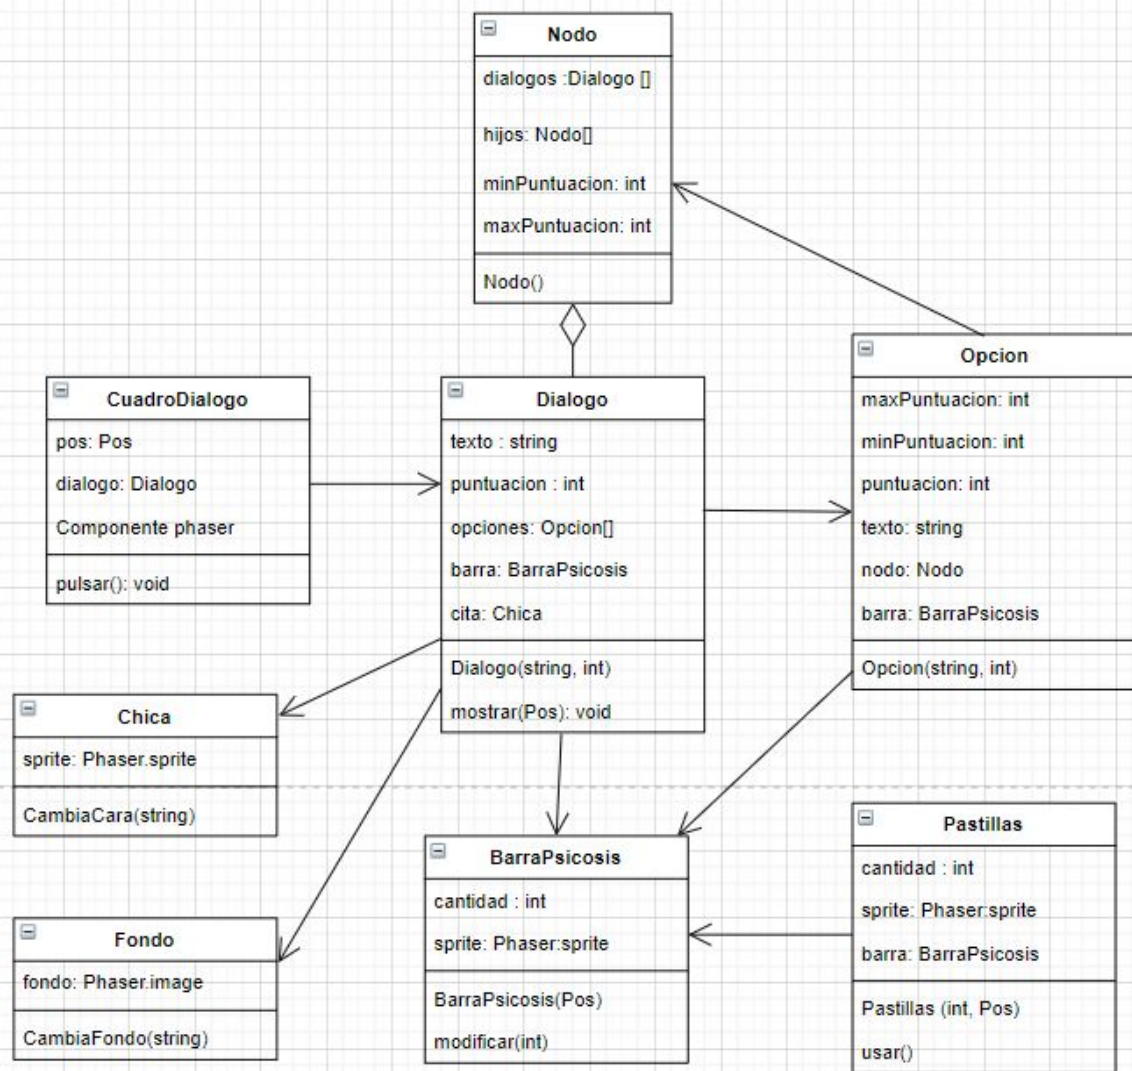 Nodo
dialogos :Dialogo []
hijos: Nodo[]
minPuntuacion: int
maxPuntuacion: int
Nodo()
CuadroDialogo
pos: Pos
dialogo: Dialogo
Componente phaser
pulsar(): void
Dialogo
texto : string
puntuacion : int
opciones: Opcion[]
barra: BarraPsicosis
cita: Chica
Dialogo(string, int)
mostrar(Pos): void
Opcion
maxPuntuacion: int
minPuntuacion: int
puntuacion: int
texto: string
nodo: Nodo
barra: BarraPsicosis
Opcion(string, int)
Chica
sprite: Phaser.sprite
CambiaCara(string)
Fondo
fondo: Phaser.image
CambiaFondo(string)
BarraPsicosis
cantidad : int
sprite: Phaser:sprite
BarraPsicosis(Pos)
modificar(int)
Pastillas
cantidad : int
sprite: Phaser:sprite
barra: BarraPsicosis
Pastillas (int, Pos)
usar()